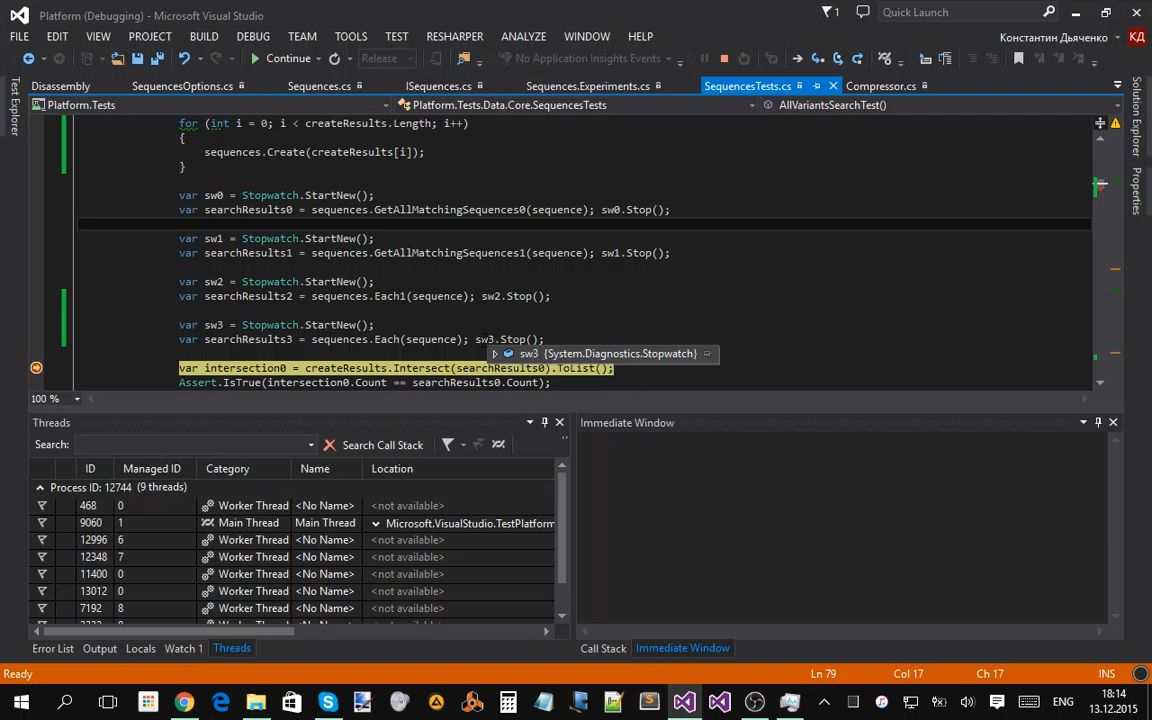 Platform (Debugging) - Microsoft Visual Studio
1
Quick Launch
FILE EDIT VIEW PROJECT BUILD DEBUG TEAM TOOLS TEST RESHARPER ANALYZE WINDOW HELP
Константин Дьяченко КД
Continue Release No Application Insights Events
Disassembly SequencesOptions.cs Sequences.cs ISequences.cs Sequences.Experiments.cs SequencesTests.cs Compressor.cs
Platform.Tests Platform.Tests.Data.Core.SequencesTests AllVariantsSearchTest()
Test Explorer
Solution Explorer
Properties
for (int i = 0; i < createResults.Length; i++)
{
sequences.Create(createResults[i]);
}
var sw0 = Stopwatch.StartNew();
var searchResults0 = sequences.GetAllMatchingSequences0(sequence); sw0.Stop();
var sw1 = Stopwatch.StartNew();
var searchResults1 = sequences.GetAllMatchingSequences1(sequence); sw1.Stop();
var sw2 = Stopwatch.StartNew();
var searchResults2 = sequences.Each1(sequence); sw2.Stop();
var sw3 = Stopwatch.StartNew();
var searchResults3 = sequences.Each(sequence); sw3.Stop();
sw3 {System.Diagnostics.Stopwatch}
var intersection0 = createResults.Intersect(searchResults0).ToList();
Assert.IsTrue(intersection0.Count == searchResults0.Count);
100 %
Threads
Search: Search Call Stack
ID Managed ID Category Name Location
Process ID: 12744 (9 threads)
468 0 Worker Thread <No Name> <not available>
9060 1 Main Thread Main Thread Microsoft.VisualStudio.TestPlatform
12996 6 Worker Thread <No Name> <not available>
12348 7 Worker Thread <No Name> <not available>
11400 0 Worker Thread <No Name> <not available>
13012 0 Worker Thread <No Name> <not available>
7192 8 Worker Thread <No Name> <not available>
Immediate Window
Error List Output Locals Watch 1 Threads
Call Stack Immediate Window
Ready Ln 79 Col 17 Ch 17 INS
ENG
18:14
13.12.2015